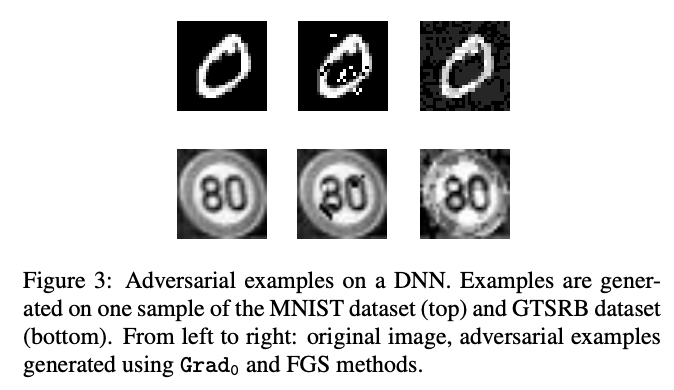 80 80 80
Figure 3: Adversarial examples on a DNN. Examples are gener-
ated on one sample of the MNIST dataset (top) and GTSRB dataset
(bottom). From left to right: original image, adversarial examples
generated using Grad₀ and FGS methods.